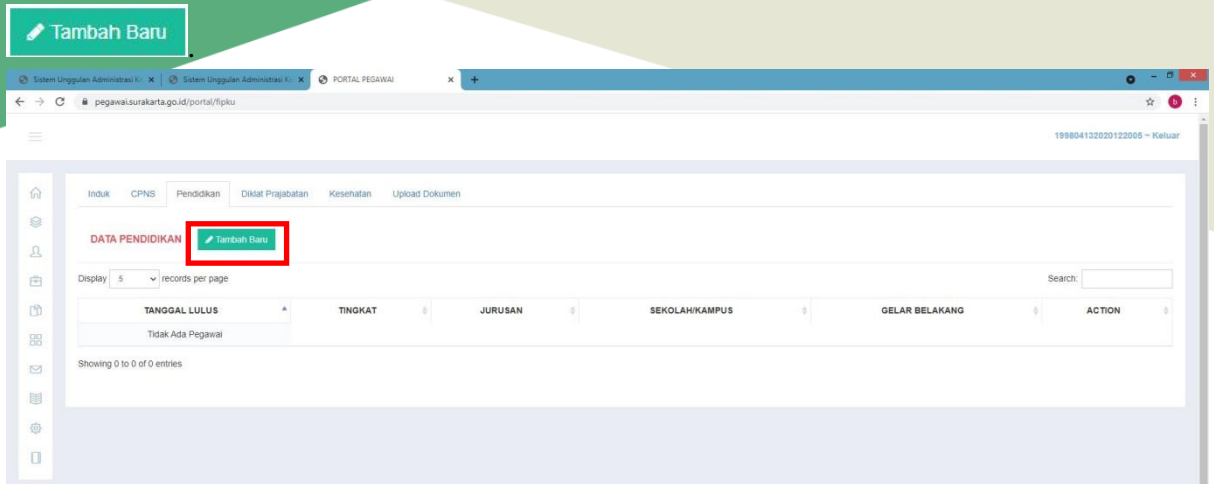 Tambah Baru.
Sistem Unggulan Administrasi Ke
Sistem Unggulan Administrasi Ke
PORTAL PEGAWAI
pegawai.surakarta.go.id/portal/fipku
b
199804132020122005 ~ Keluar
Induk CPNS Pendidikan Diklat Prajabatan Kesehatan Upload Dokumen
DATA PENDIDIKAN Tambah Baru
Display 5 records per page Search:
TANGGAL LULUS TINGKAT JURUSAN SEKOLAH/KAMPUS GELAR BELAKANG ACTION
Tidak Ada Pegawai
Showing 0 to 0 of 0 entries